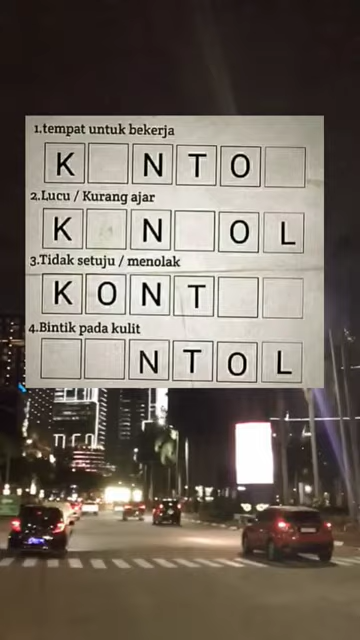 1.tempat untuk bekerja
K N T O
2.Lucu / Kurang ajar
K N O L
3.Tidak setuju / menolak
K O N T
4.Bintik pada kulit
N T O L